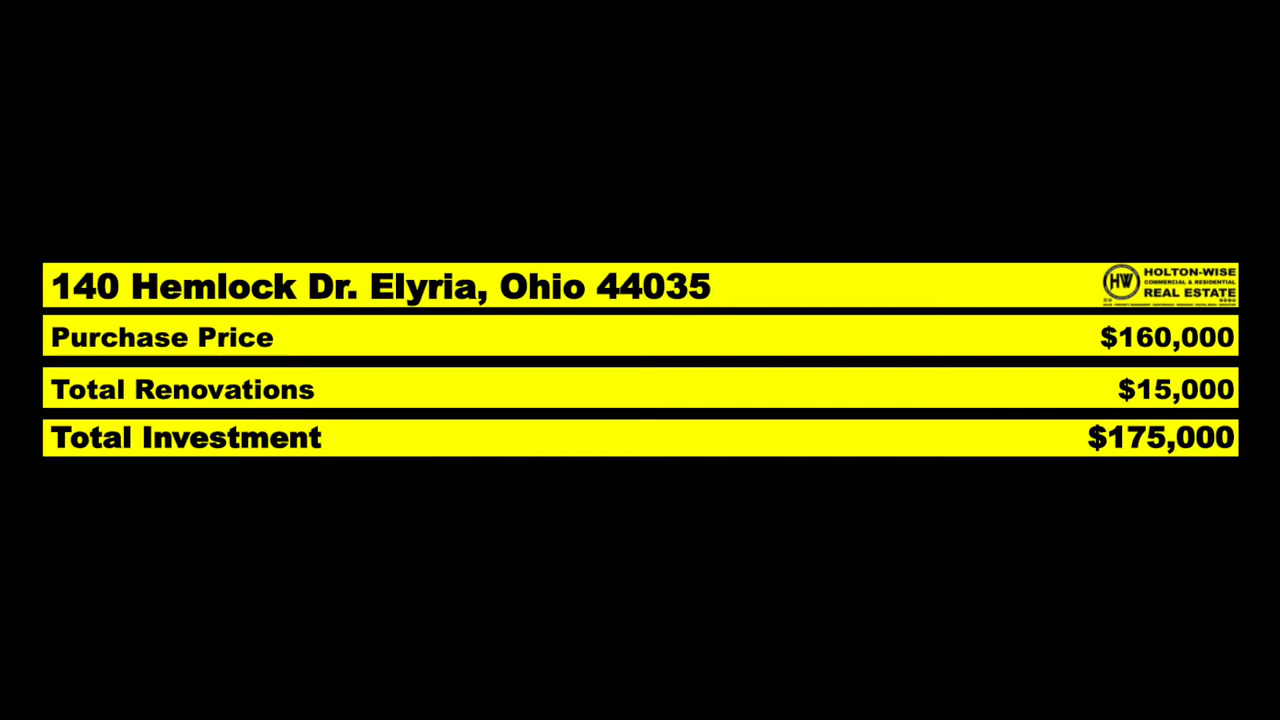 140 Hemlock Dr. Elyria, Ohio 44035
HOLTON-WISE
COMMERCIAL & RESIDENTIAL
REAL ESTATE
HW
Purchase Price $160,000
Total Renovations $15,000
Total Investment $175,000